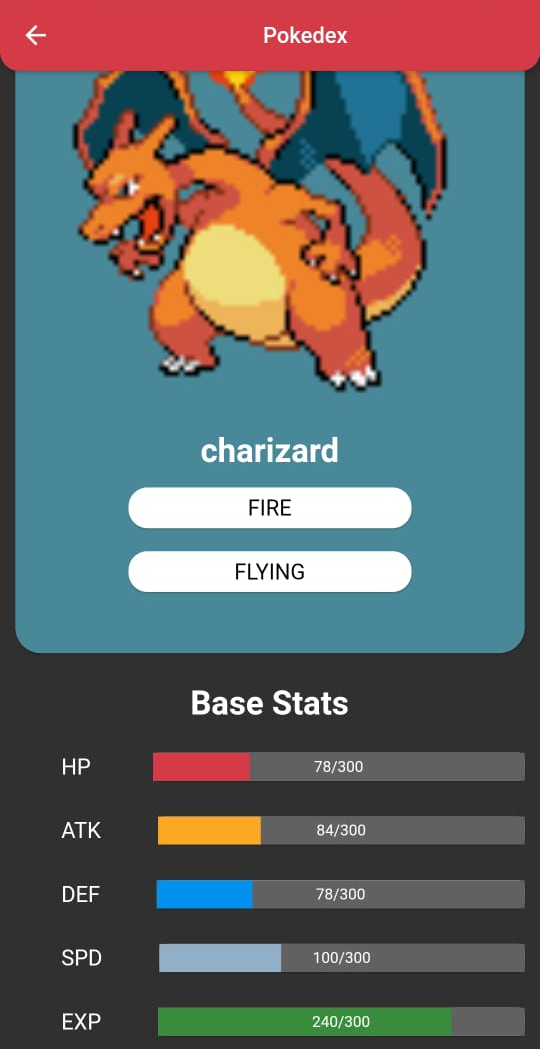 Pokedex
charizard
FIRE
FLYING
Base Stats
HP 78/300
ATK 84/300
DEF 78/300
SPD 100/300
EXP 240/300